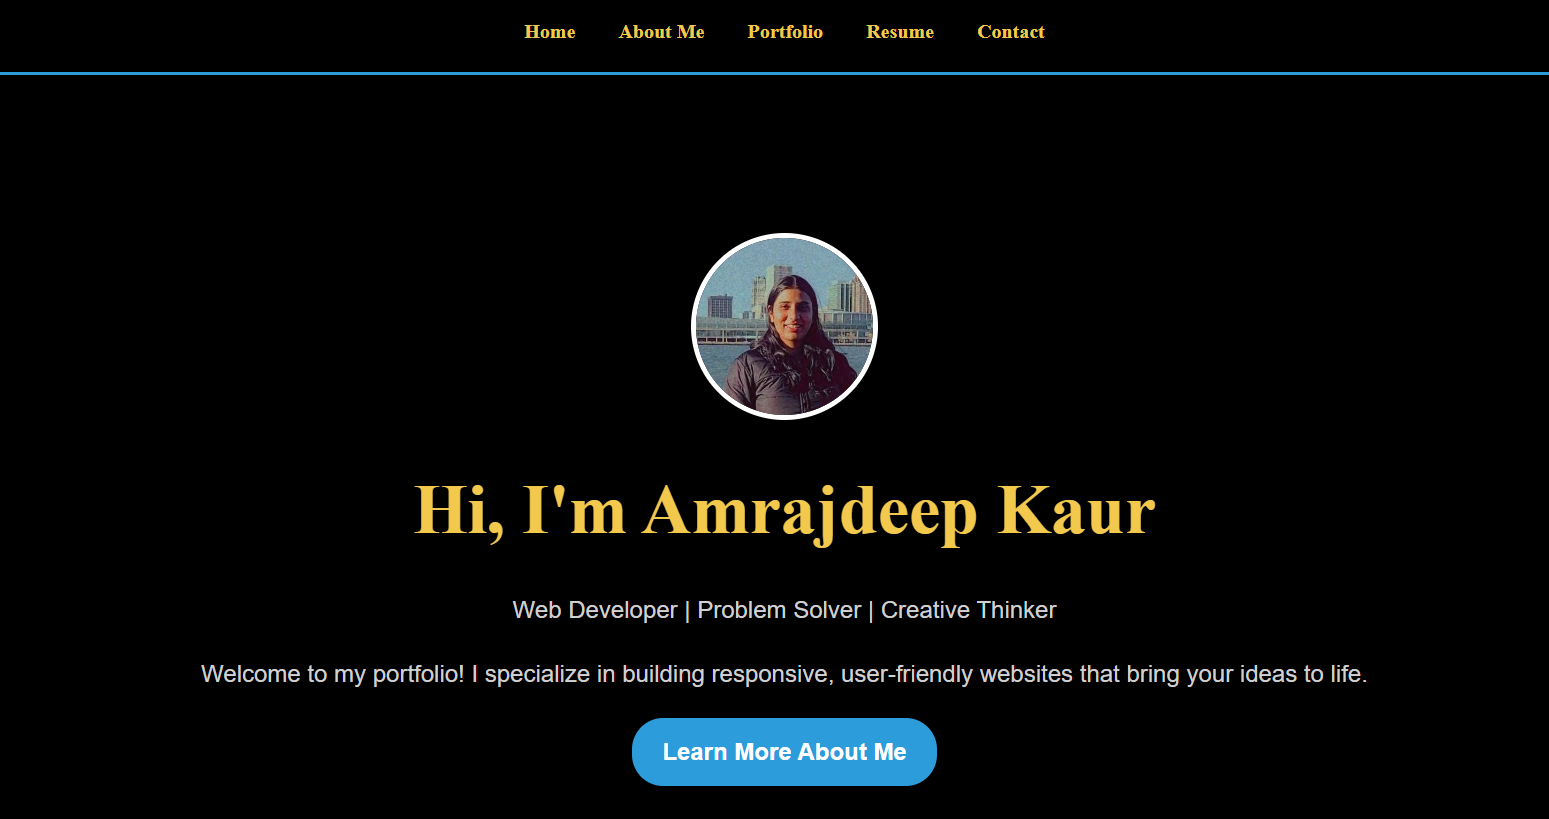 Home About Me Portfolio Resume Contact
Hi, I'm Amrajdeep Kaur
Web Developer | Problem Solver | Creative Thinker
Welcome to my portfolio! I specialize in building responsive, user-friendly websites that bring your ideas to life.
Learn More About Me